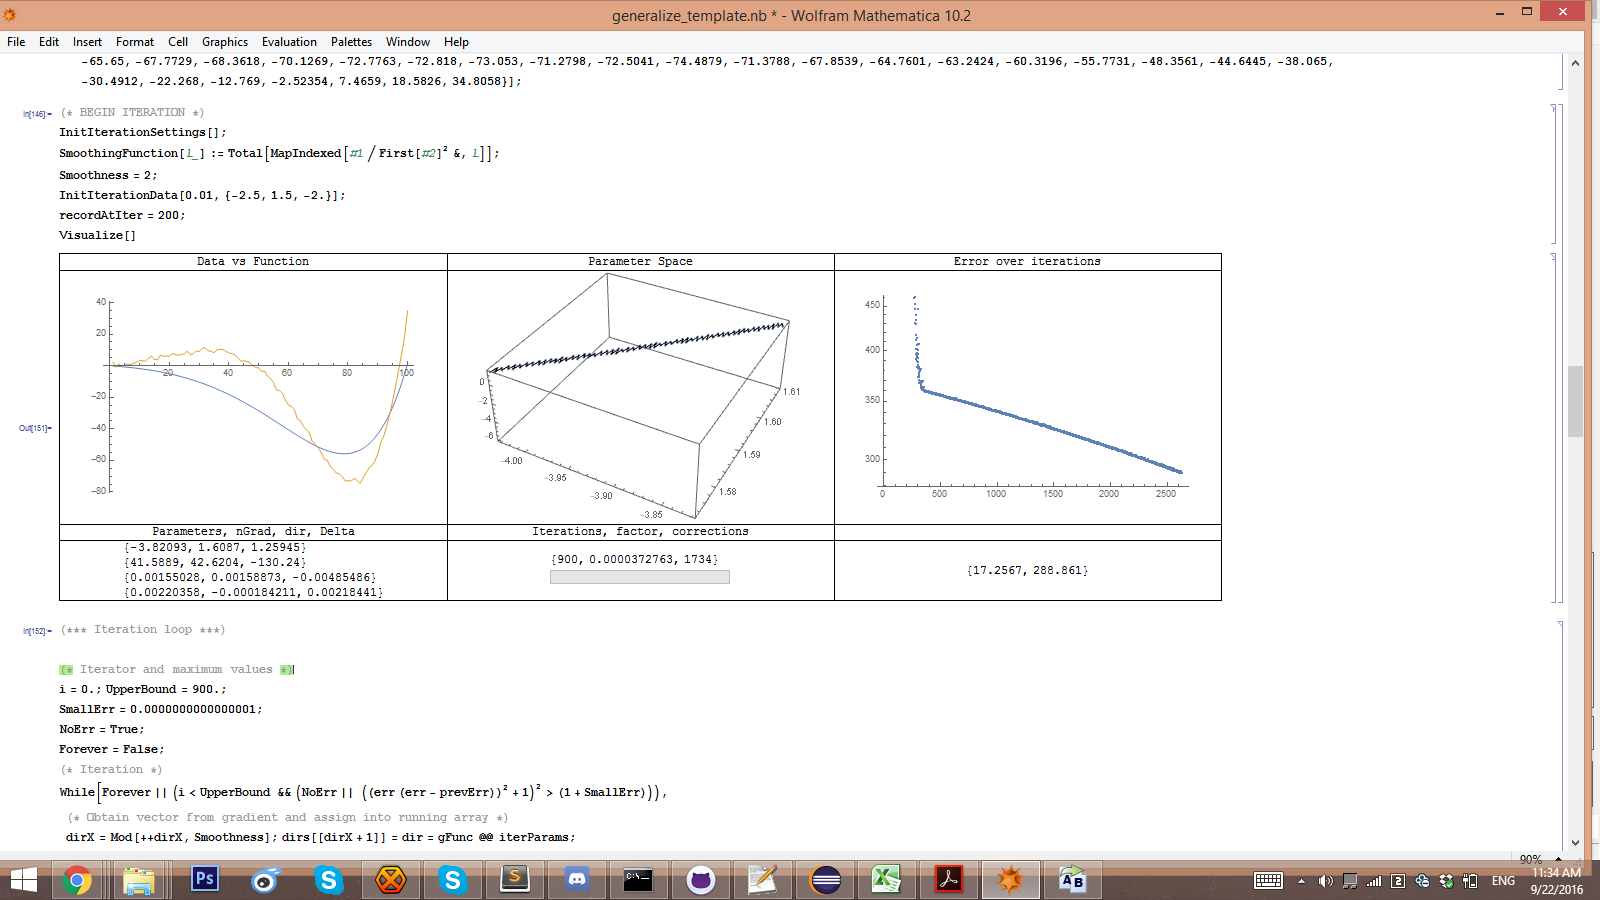 generalize_template.nb * - Wolfram Mathematica 10.2
File Edit Insert Format Cell Graphics Evaluation Palettes Window Help
-65.65, -67.7729, -68.3618, -70.1269, -72.7763, -72.818, -73.053, -71.2798, -72.5041, -74.4879, -71.3788, -67.8539, -64.7601, -63.2424, -60.3196, -55.7731, -48.3561, -44.6445, -38.065,
-30.4912, -22.268, -12.769, -2.52354, 7.4659, 18.5826, 34.8058}];
In[146]:= (* BEGIN ITERATION *)
InitIterationSettings[];
SmoothingFunction[l_] := Total[MapIndexed[#1 / First[#2]² &, l]];
Smoothness = 2;
InitIterationData[0.01, {-2.5, 1.5, -2.}];
recordAtIter = 200;
Visualize[]
Data vs Function Parameter Space Error over iterations
40
20
-20
-40
-60
-80
20 40 60 80 100
0
-2
-4
-6
-4.00
-3.95
-3.90
-3.85
1.58
1.59
1.60
1.61
450
400
350
300
0 500 1000 1500 2000 2500
Out[151]=
Parameters, nGrad, dir, Delta Iterations, factor, corrections
{-3.82093, 1.6087, 1.25945}
{41.5889, 42.6204, -130.24}
{0.00155028, 0.00158873, -0.00485486}
{0.00220358, -0.000184211, 0.00218441}
{900, 0.0000372763, 1734}
{17.2567, 288.861}
In[152]:= (*** Iteration loop ***)
(* Iterator and maximum values *)
i = 0.; UpperBound = 900.;
SmallErr = 0.0000000000000001;
NoErr = True;
Forever = False;
(* Iteration *)
While[Forever || (i < UpperBound && (NoErr || ((err (err - prevErr))² + 1)² > (1 + SmallErr))),
(* Obtain vector from gradient and assign into running array *)
dirX = Mod[++dirX, Smoothness]; dirs[[dirX + 1]] = dir = gFunc @@ iterParams;
90%
Ps
S
S
S
C:\_
X
A B
2
ENG
11:34 AM
9/22/2016